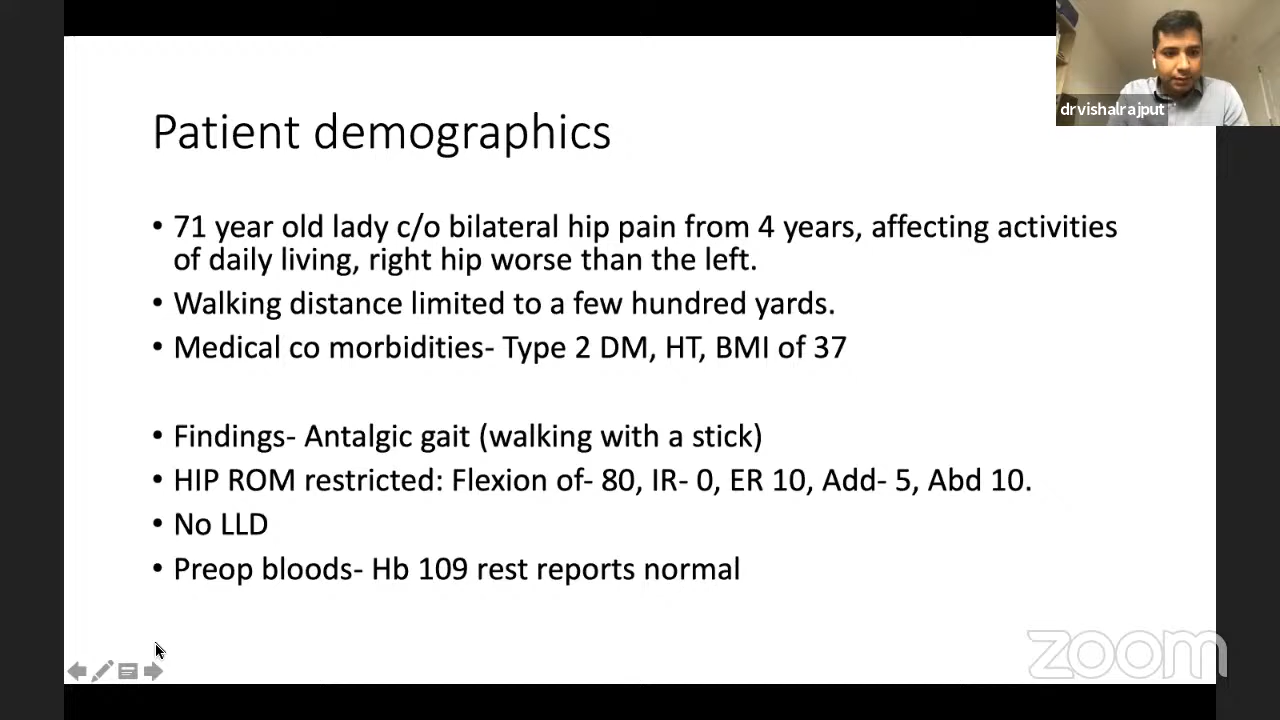 drvishalrajput
Patient demographics
• 71 year old lady c/o bilateral hip pain from 4 years, affecting activities
of daily living, right hip worse than the left.
• Walking distance limited to a few hundred yards.
• Medical co morbidities- Type 2 DM, HT, BMI of 37
• Findings- Antalgic gait (walking with a stick)
• HIP ROM restricted: Flexion of- 80, IR- 0, ER 10, Add- 5, Abd 10.
• No LLD
• Preop bloods- Hb 109 rest reports normal
zoom